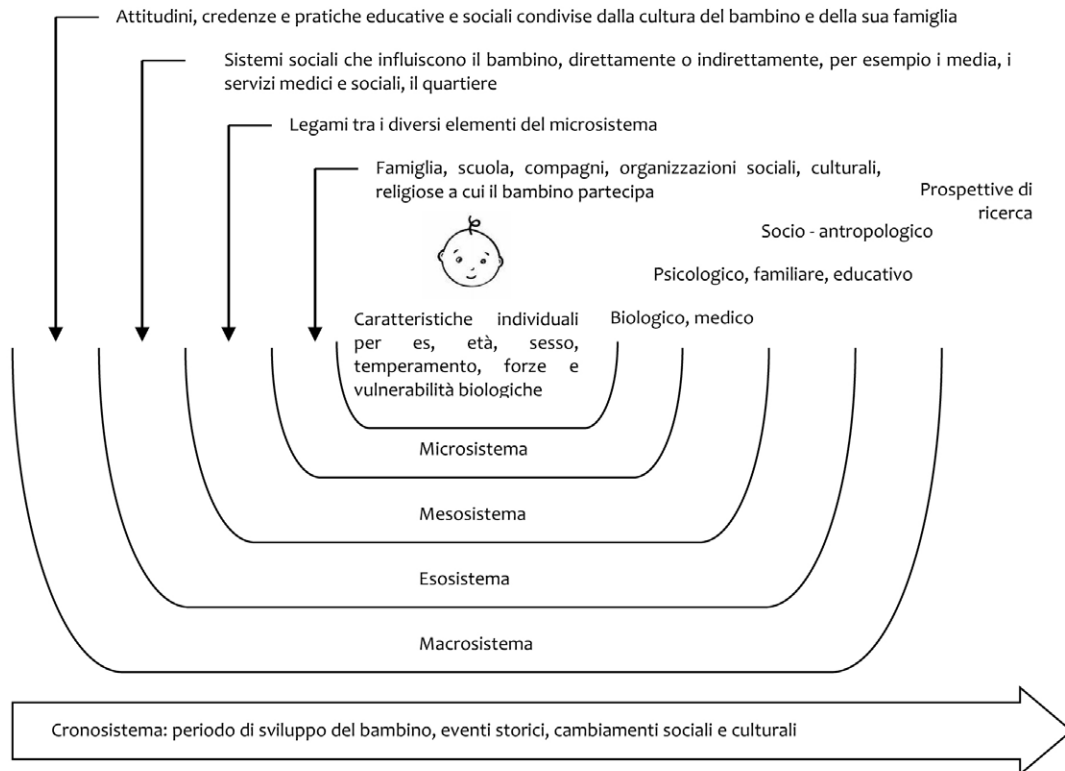 Attitudini, credenze e pratiche educative e sociali condivise dalla cultura del bambino e della sua famiglia
Sistemi sociali che influiscono il bambino, direttamente o indirettamente, per esempio i media, i
servizi medici e sociali, il quartiere
Legami tra i diversi elementi del microsistema
Famiglia, scuola, compagni, organizzazioni sociali, culturali,
religiose a cui il bambino partecipa
Prospettive di
ricerca
Socio - antropologico
Psicologico, familiare, educativo
Biologico, medico
Caratteristiche individuali
per es, età, sesso,
temperamento, forze e
vulnerabilità biologiche
Microsistema
Mesosistema
Esosistema
Macrosistema
Cronosistema: periodo di sviluppo del bambino, eventi storici, cambiamenti sociali e culturali